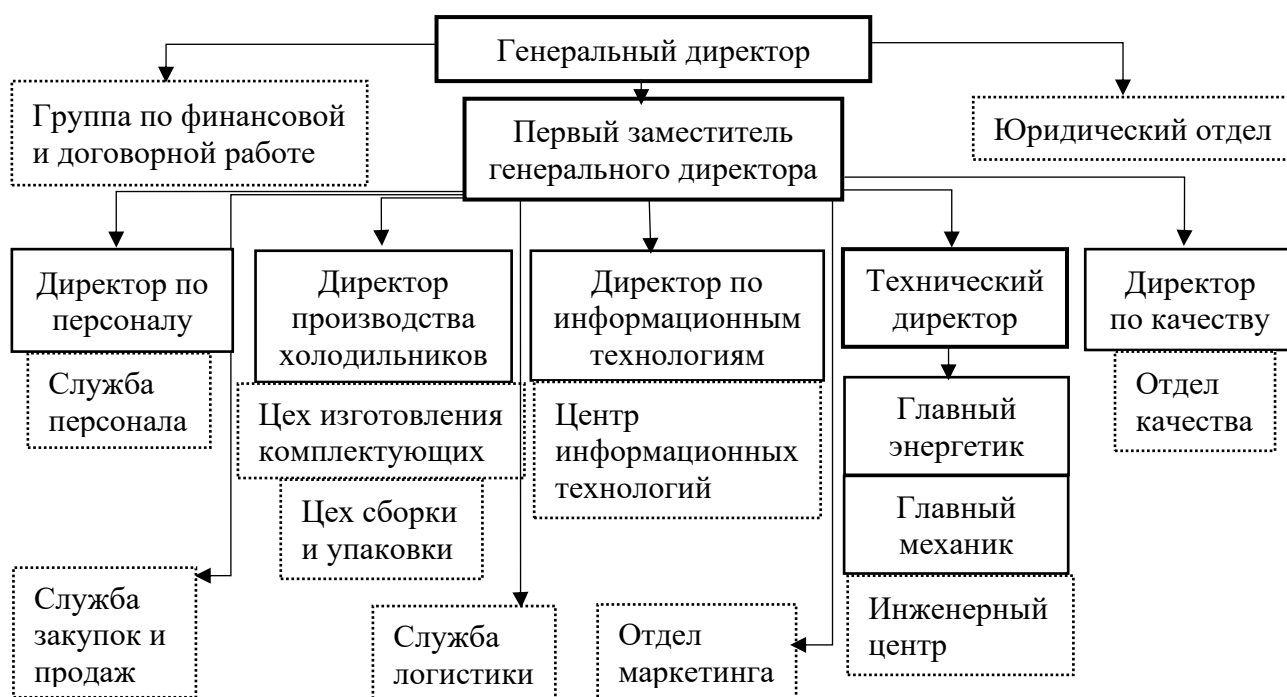 Генеральный директор
Группа по финансовой
и договорной работе
Первый заместитель
генерального директора
Юридический отдел
Директор по
персоналу
Служба
персонала
Директор
производства
холодильников
Цех изготовления
комплектующих
Цех сборки
и упаковки
Директор по
информационным
технологиям
Центр
информационных
технологий
Технический
директор
Главный
энергетик
Главный
механик
Инженерный
центр
Директор
по качеству
Отдел
качества
Служба
закупок и
продаж
Служба
логистики
Отдел
маркетинга